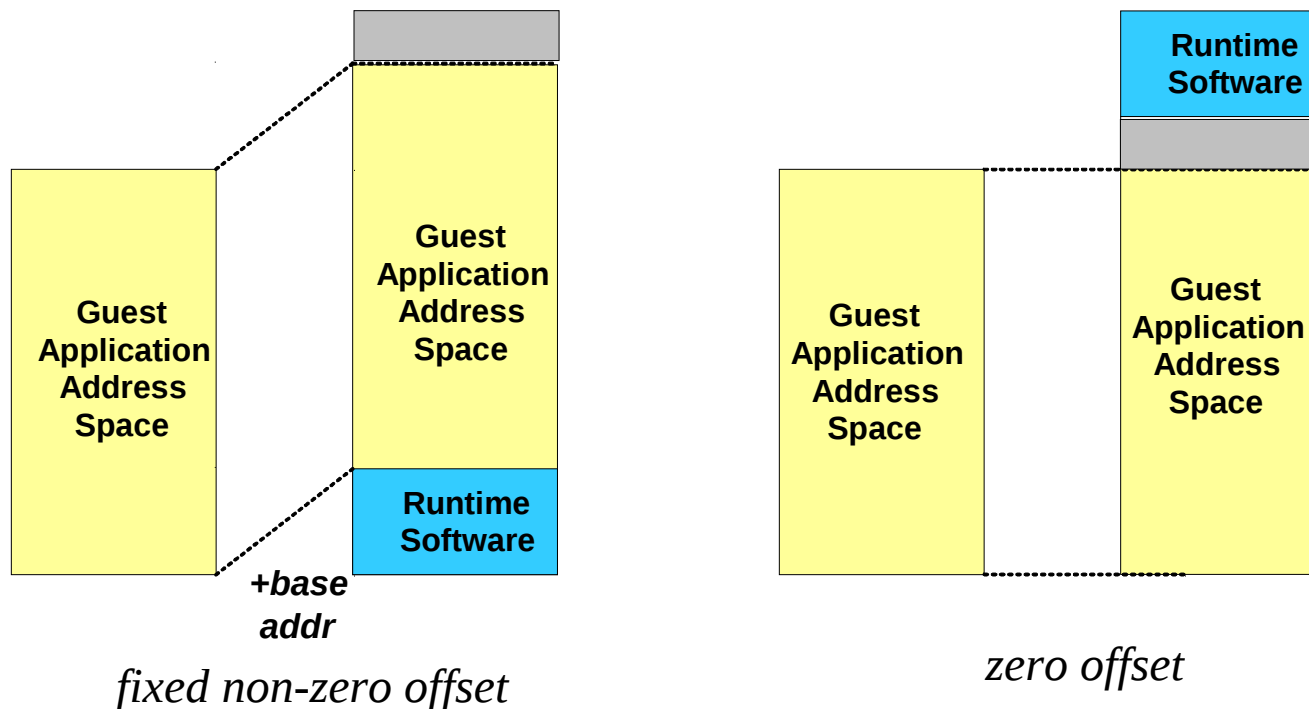 Guest
Application
Address
Space
Guest
Application
Address
Space
Runtime
Software
+base
addr
fixed non-zero offset
Guest
Application
Address
Space
Runtime
Software
Guest
Application
Address
Space
zero offset